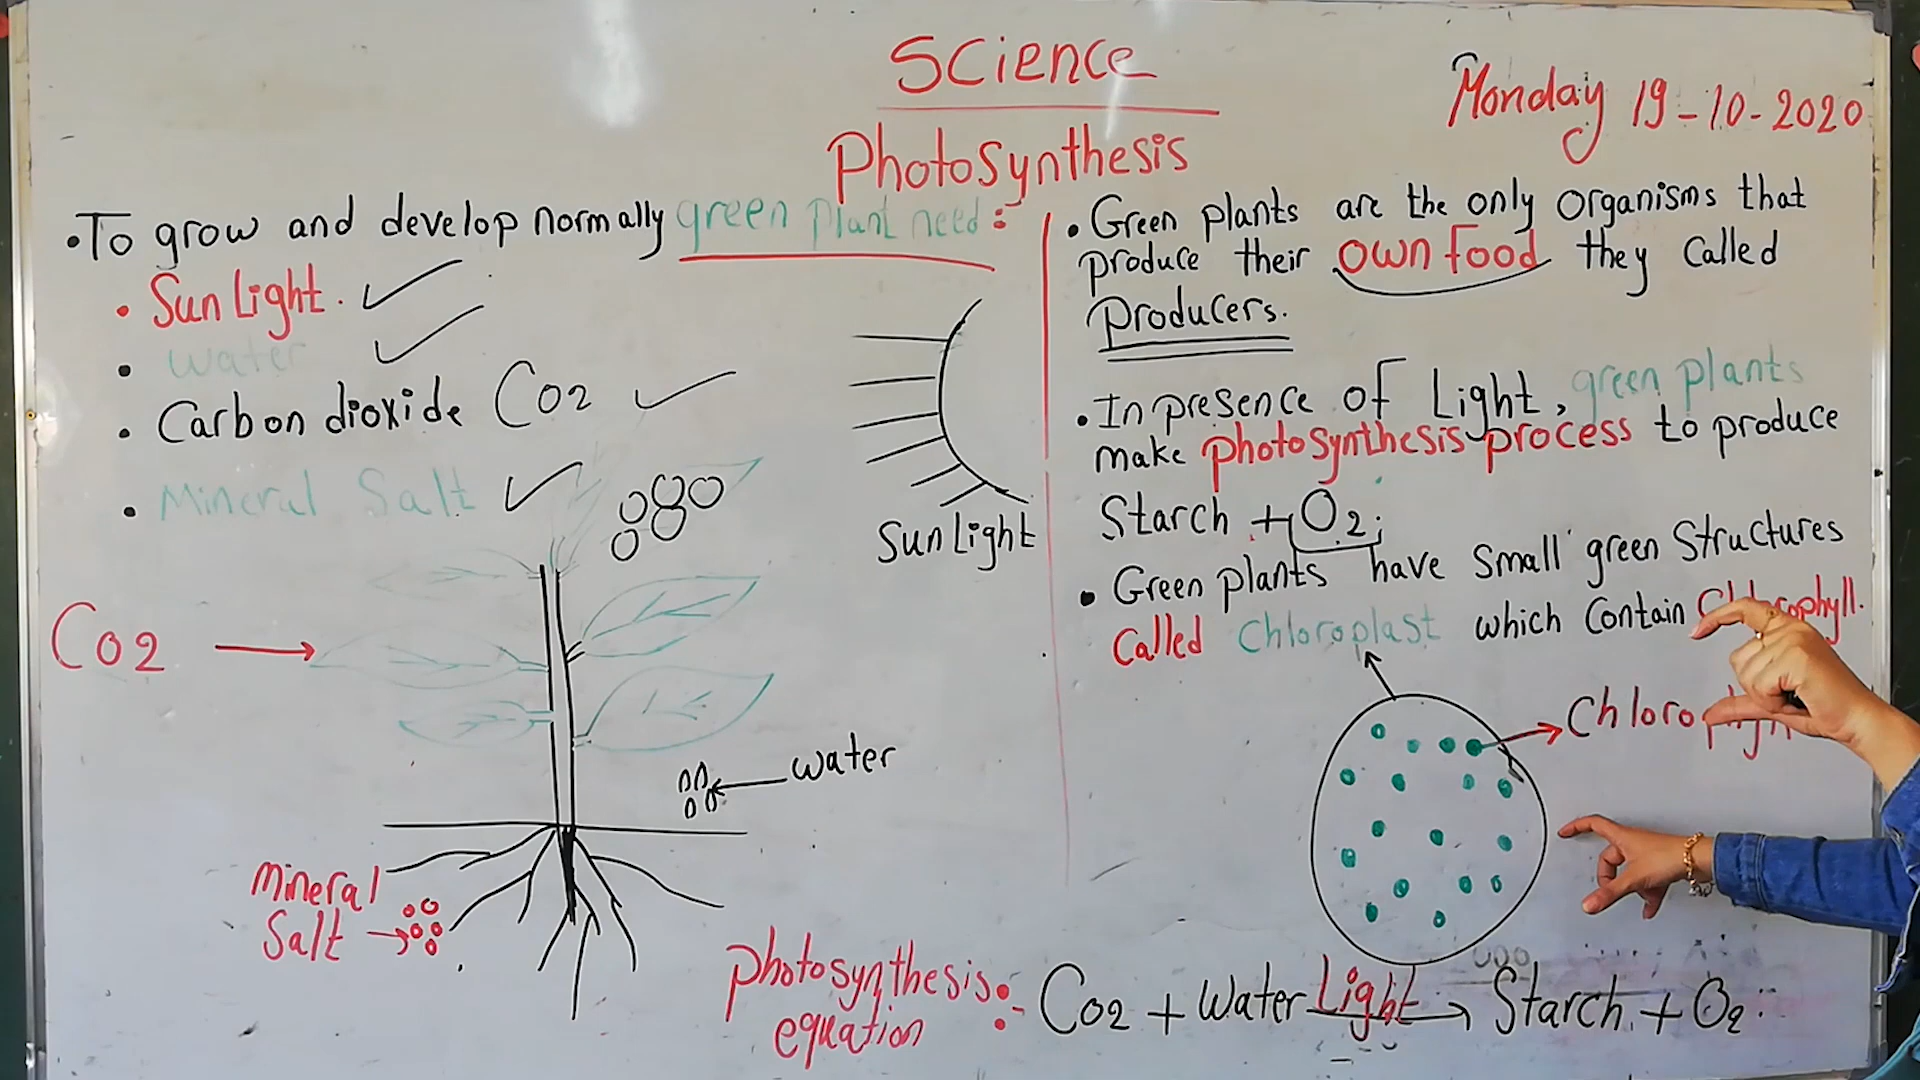 Science
Photosynthesis
Monday 19-10-2020
• To grow and develop normally green plant need:
• Sun Light.
• Water
• Carbon dioxide Co2
• Mineral Salt
Sun Light
Co2
water
Mineral
Salt
• Green plants are the only organisms that
produce their own food they called
producers.
• In presence of Light, green plants
make photosynthesis process to produce
Starch + O2.
• Green plants have small green Structures
Called Chloroplast which Contain Chlorophyll.
Photosynthesis
equation
:- Co2 + Water Light → Starch + O2.